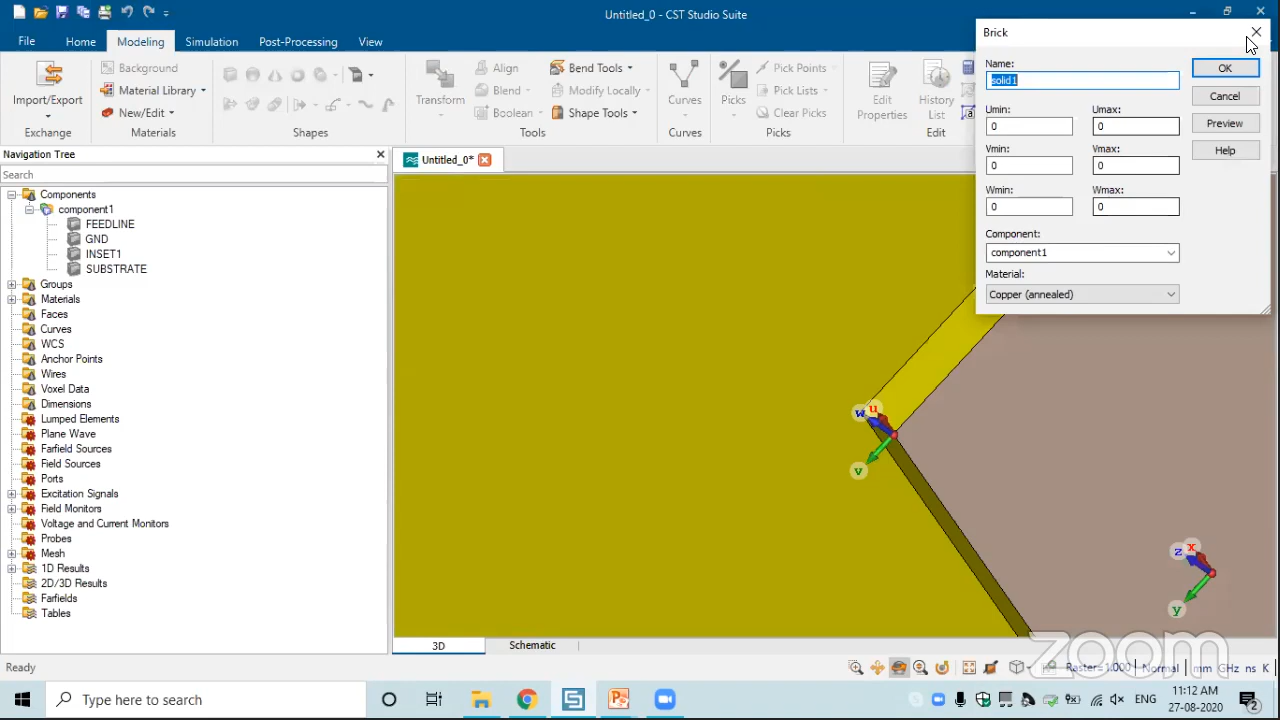 Untitled_0 - CST Studio Suite
File
Home
Modeling
Simulation
Post-Processing
View
Import/Export
Exchange
Background
Material Library
New/Edit
Materials
Shapes
Transform
Align
Blend
Boolean
Bend Tools
Modify Locally
Shape Tools
Tools
Curves
Curves
Picks
Pick Points
Pick Lists
Clear Picks
Picks
Edit Properties
History List
Edit
Brick
Name:
solid1
OK
Cancel
Preview
Help
Umin:
Umax:
0
0
Vmin:
Vmax:
0
0
Wmin:
Wmax:
0
0
Component:
component1
Material:
Copper (annealed)
Navigation Tree
Search
Untitled_0*
Components
component1
FEEDLINE
GND
INSET1
SUBSTRATE
Groups
Materials
Faces
Curves
WCS
Anchor Points
Wires
Voxel Data
Dimensions
Lumped Elements
Plane Wave
Farfield Sources
Field Sources
Ports
Excitation Signals
Field Monitors
Voltage and Current Monitors
Probes
Mesh
1D Results
2D/3D Results
Farfields
Tables
w
u
v
z
x
y
3D
Schematic
zoom
Ready
Raster=1.000
Normal
mm GHz ns K
Type here to search
ENG
11:12 AM
27-08-2020
2